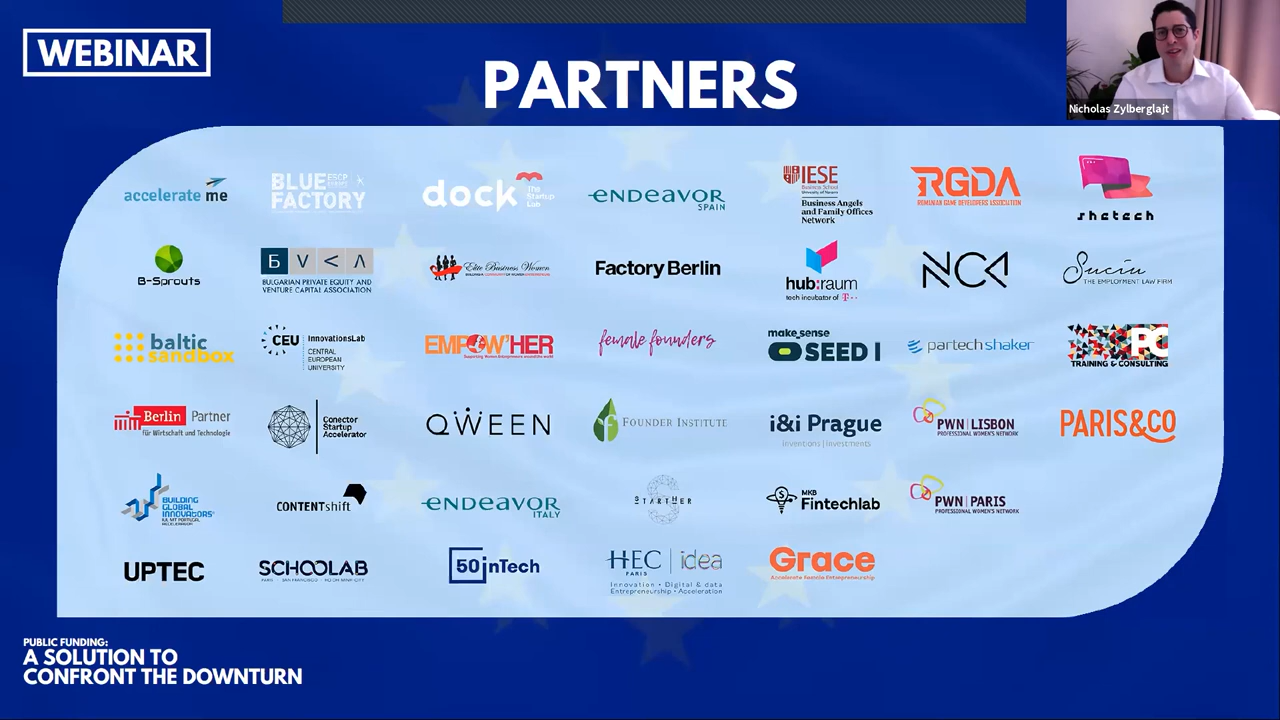 WEBINAR
PARTNERS
Nicholas Zylberglajt
accelerate me
BLUE ESCP
FACTORY
dock The
Startup
Lab
endeavor
SPAIN
IESE
Business School
University of Navarra
Business Angels
and Family Offices
Network
RGDA
ROMANIAN GAME DEVELOPERS ASSOCIATION
shetech
B-Sprouts
БVCA
BULGARIAN PRIVATE EQUITY AND
VENTURE CAPITAL ASSOCIATION
Elite Business Women
Factory Berlin
hub:raum
tech incubator of T
NCA
Suciu
THE EMPLOYMENT LAW FIRM
baltic
sandbox
CEU InnovationsLab
CENTRAL
EUROPEAN
UNIVERSITY
EMPOW'HER
Supporting Women Entrepreneurs around the world
female founders
make_sense
SEED I
partech shaker
PC
TRAINING & CONSULTING
Berlin Partner
für Wirtschaft und Technologie
Conector
Startup
Accelerator
QWEEN
FOUNDER INSTITUTE
i&i Prague
Inventions | Investments
PWN | LISBON
PROFESSIONAL WOMEN'S NETWORK
PARIS&CO
BUILDING
GLOBAL
INNOVATORS
CONTENTshift
endeavor
ITALY
STARTHER
MKB
Fintechlab
PWN | PARIS
PROFESSIONAL WOMEN'S NETWORK
UPTEC
SCHOOLAB
50inTech
HEC | idea
PARIS
Innovation • Digital & data
Entrepreneurship • Acceleration
Grace
Accelerate Female Entrepreneurship
PUBLIC FUNDING:
A SOLUTION TO
CONFRONT THE DOWNTURN